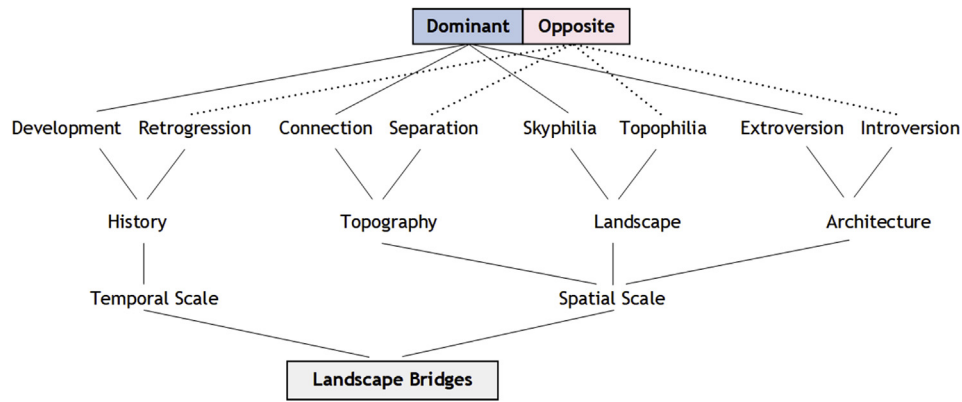 Dominant Opposite
Development Retrogression Connection Separation Skyphilia Topophilia Extroversion Introversion
History Topography Landscape Architecture
Temporal Scale Spatial Scale
Landscape Bridges